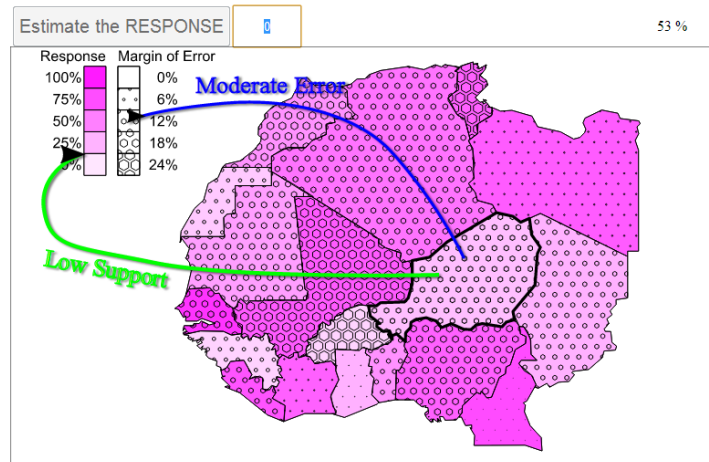 Estimate the RESPONSE
0
53 %
Response Margin of Error
100% 0%
75% 6%
50% 12%
25% 18%
0% 24%
Moderate Error
Low Support